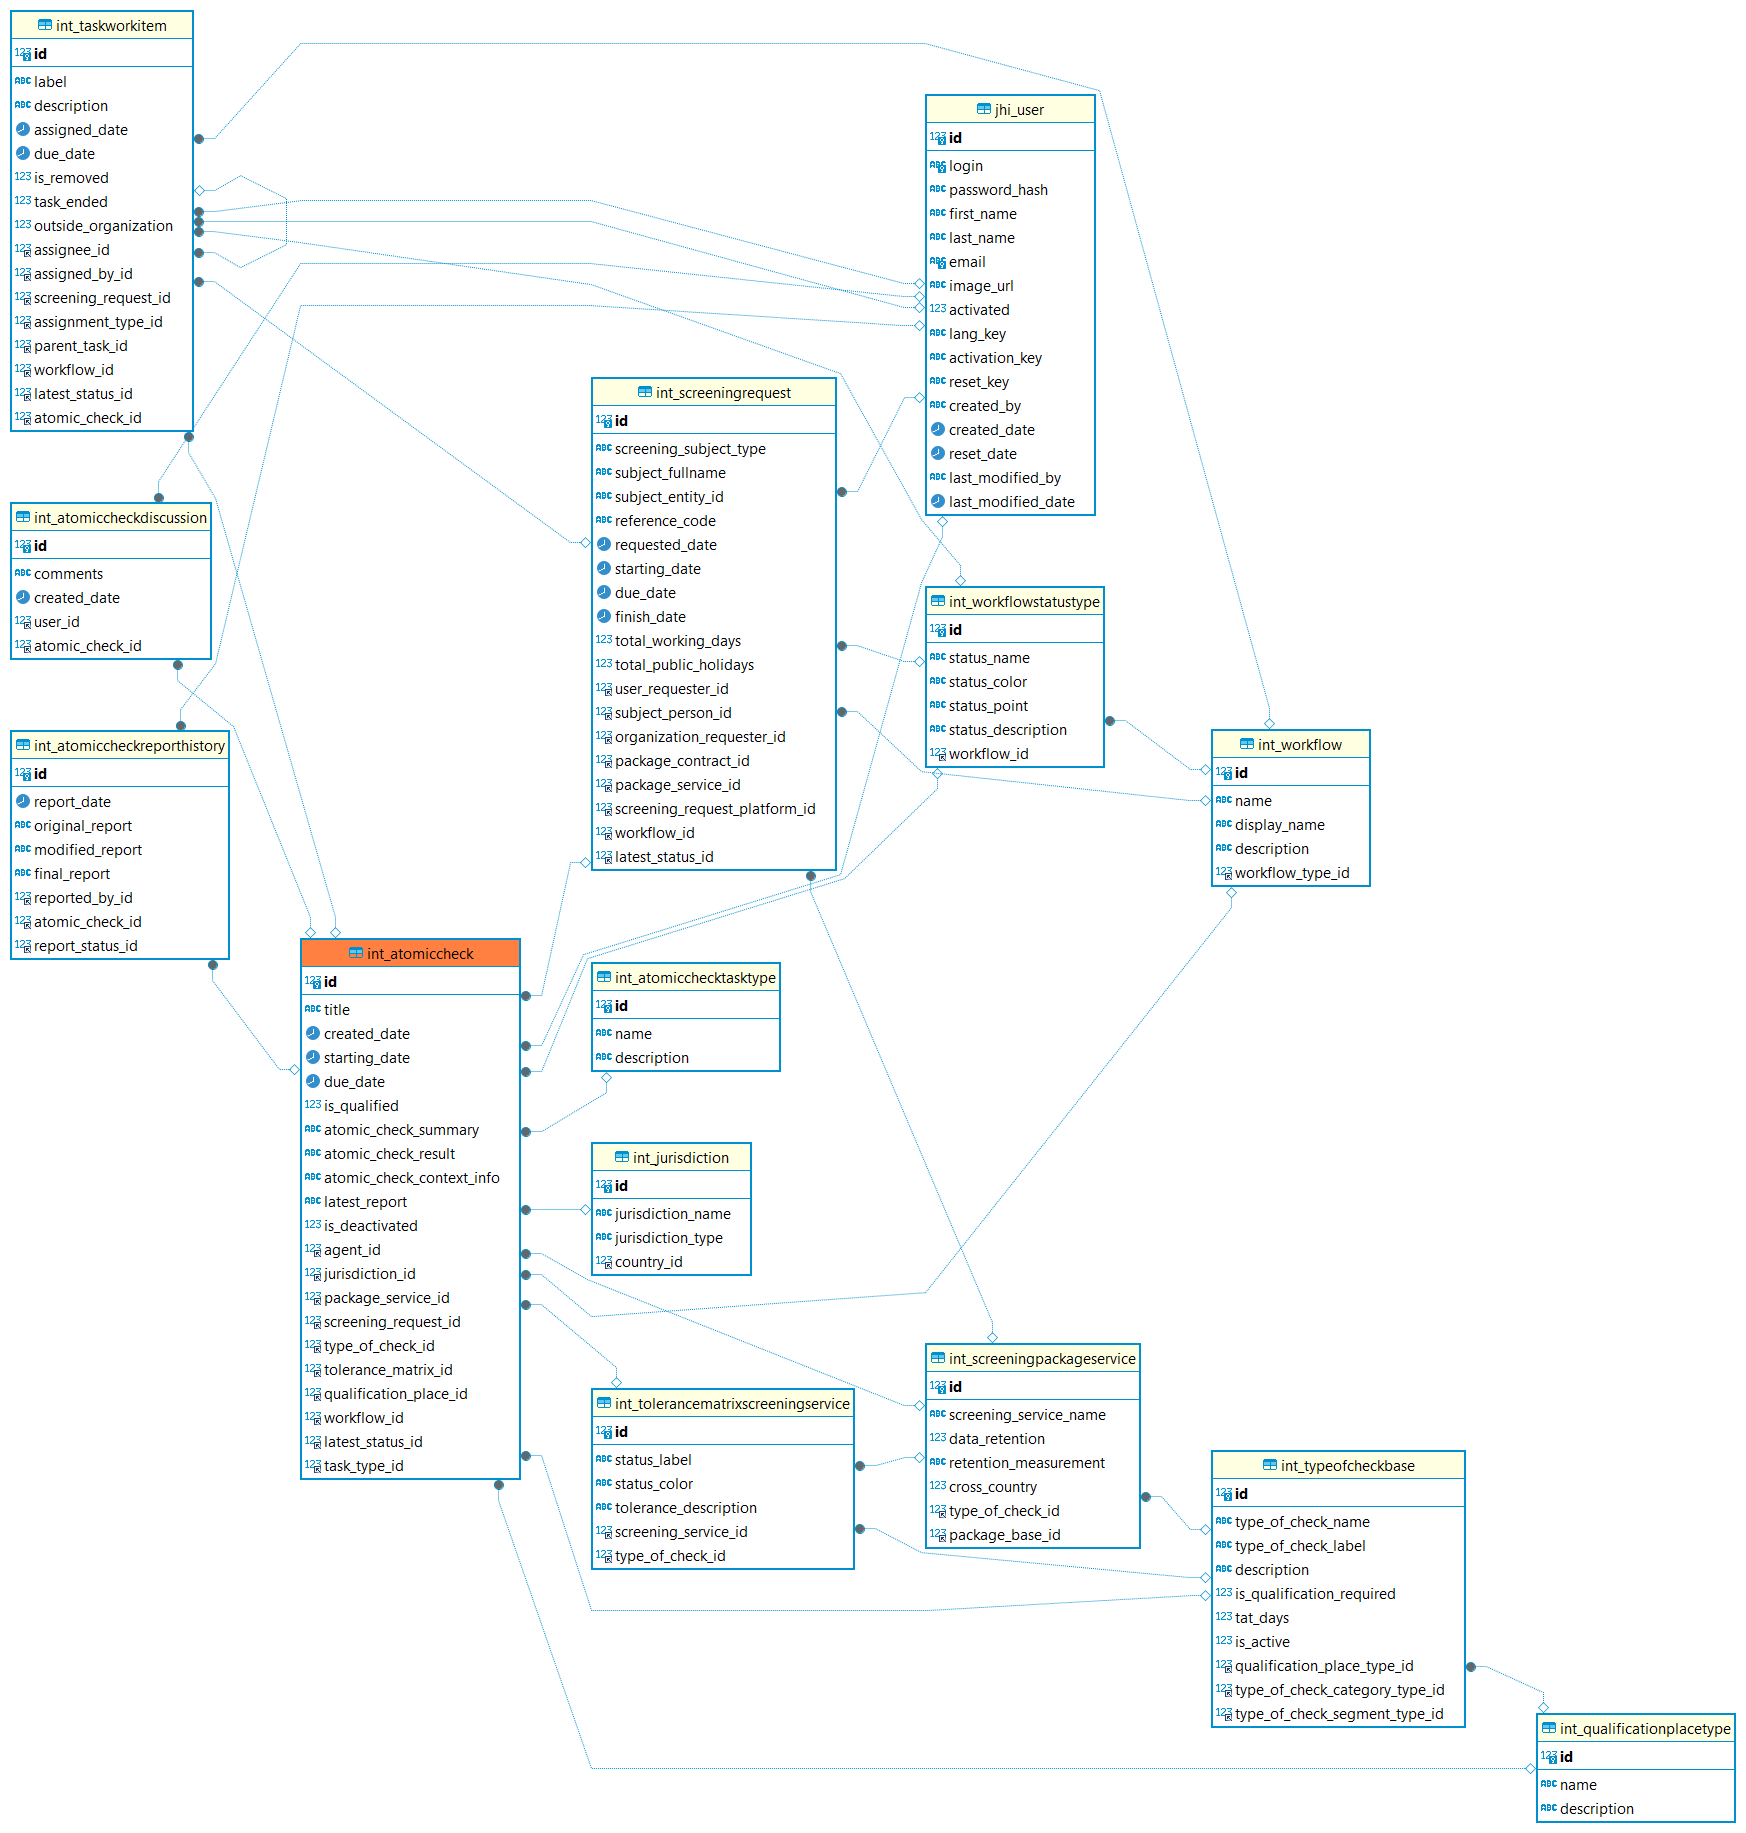 int_taskworkitem
id
label
description
assigned_date
due_date
is_removed
task_ended
outside_organization
assignee_id
assigned_by_id
screening_request_id
assignment_type_id
parent_task_id
workflow_id
latest_status_id
atomic_check_id
jhi_user
id
login
password_hash
first_name
last_name
email
image_url
activated
lang_key
activation_key
reset_key
created_by
created_date
reset_date
last_modified_by
last_modified_date
int_screeningrequest
id
screening_subject_type
subject_fullname
subject_entity_id
reference_code
requested_date
starting_date
due_date
finish_date
total_working_days
total_public_holidays
user_requester_id
subject_person_id
organization_requester_id
package_contract_id
package_service_id
screening_request_platform_id
workflow_id
latest_status_id
int_atomiccheckdiscussion
id
comments
created_date
user_id
atomic_check_id
int_workflowstatustype
id
status_name
status_color
status_point
status_description
workflow_id
int_workflow
id
name
display_name
description
workflow_type_id
int_atomiccheckreporthistory
id
report_date
original_report
modified_report
final_report
reported_by_id
atomic_check_id
report_status_id
int_atomiccheck
id
title
created_date
starting_date
due_date
is_qualified
atomic_check_summary
atomic_check_result
atomic_check_context_info
latest_report
is_deactivated
agent_id
jurisdiction_id
package_service_id
screening_request_id
type_of_check_id
tolerance_matrix_id
qualification_place_id
workflow_id
latest_status_id
task_type_id
int_atomicchecktasktype
id
name
description
int_jurisdiction
id
jurisdiction_name
jurisdiction_type
country_id
int_tolerancematrixscreeningservice
id
status_label
status_color
tolerance_description
screening_service_id
type_of_check_id
int_screeningpackageservice
id
screening_service_name
data_retention
retention_measurement
cross_country
type_of_check_id
package_base_id
int_typeofcheckbase
id
type_of_check_name
type_of_check_label
description
is_qualification_required
tat_days
is_active
qualification_place_type_id
type_of_check_category_type_id
type_of_check_segment_type_id
int_qualificationplacetype
id
name
description